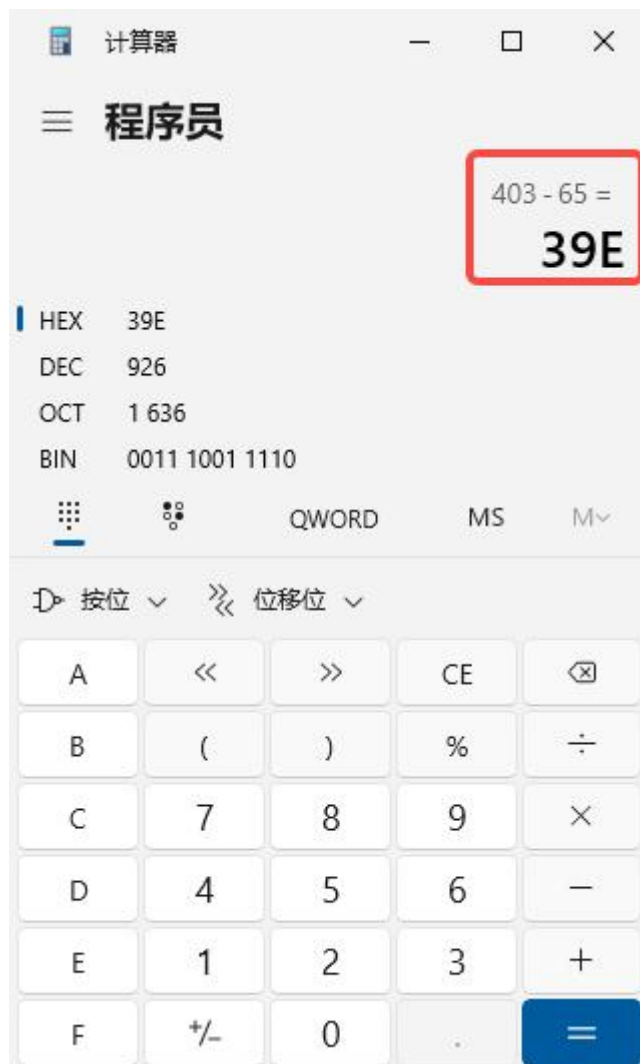 计算器
程序员
403 - 65 =
39E
HEX 39E
DEC 926
OCT 1 636
BIN 0011 1001 1110
QWORD MS M
按位 位移位
A << >> CE
B ( ) % ÷
C 7 8 9 ×
D 4 5 6 −
E 1 2 3 +
F +/− 0 . =